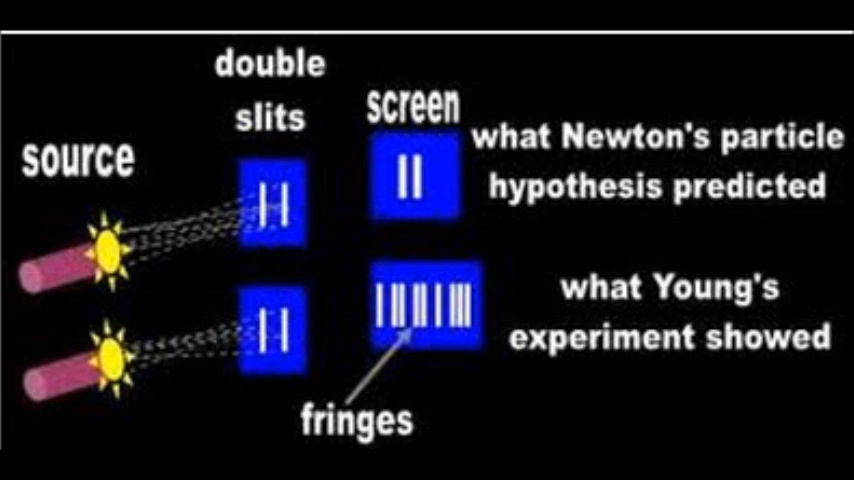 double
slits
screen
source
what Newton's particle
hypothesis predicted
what Young's
experiment showed
fringes